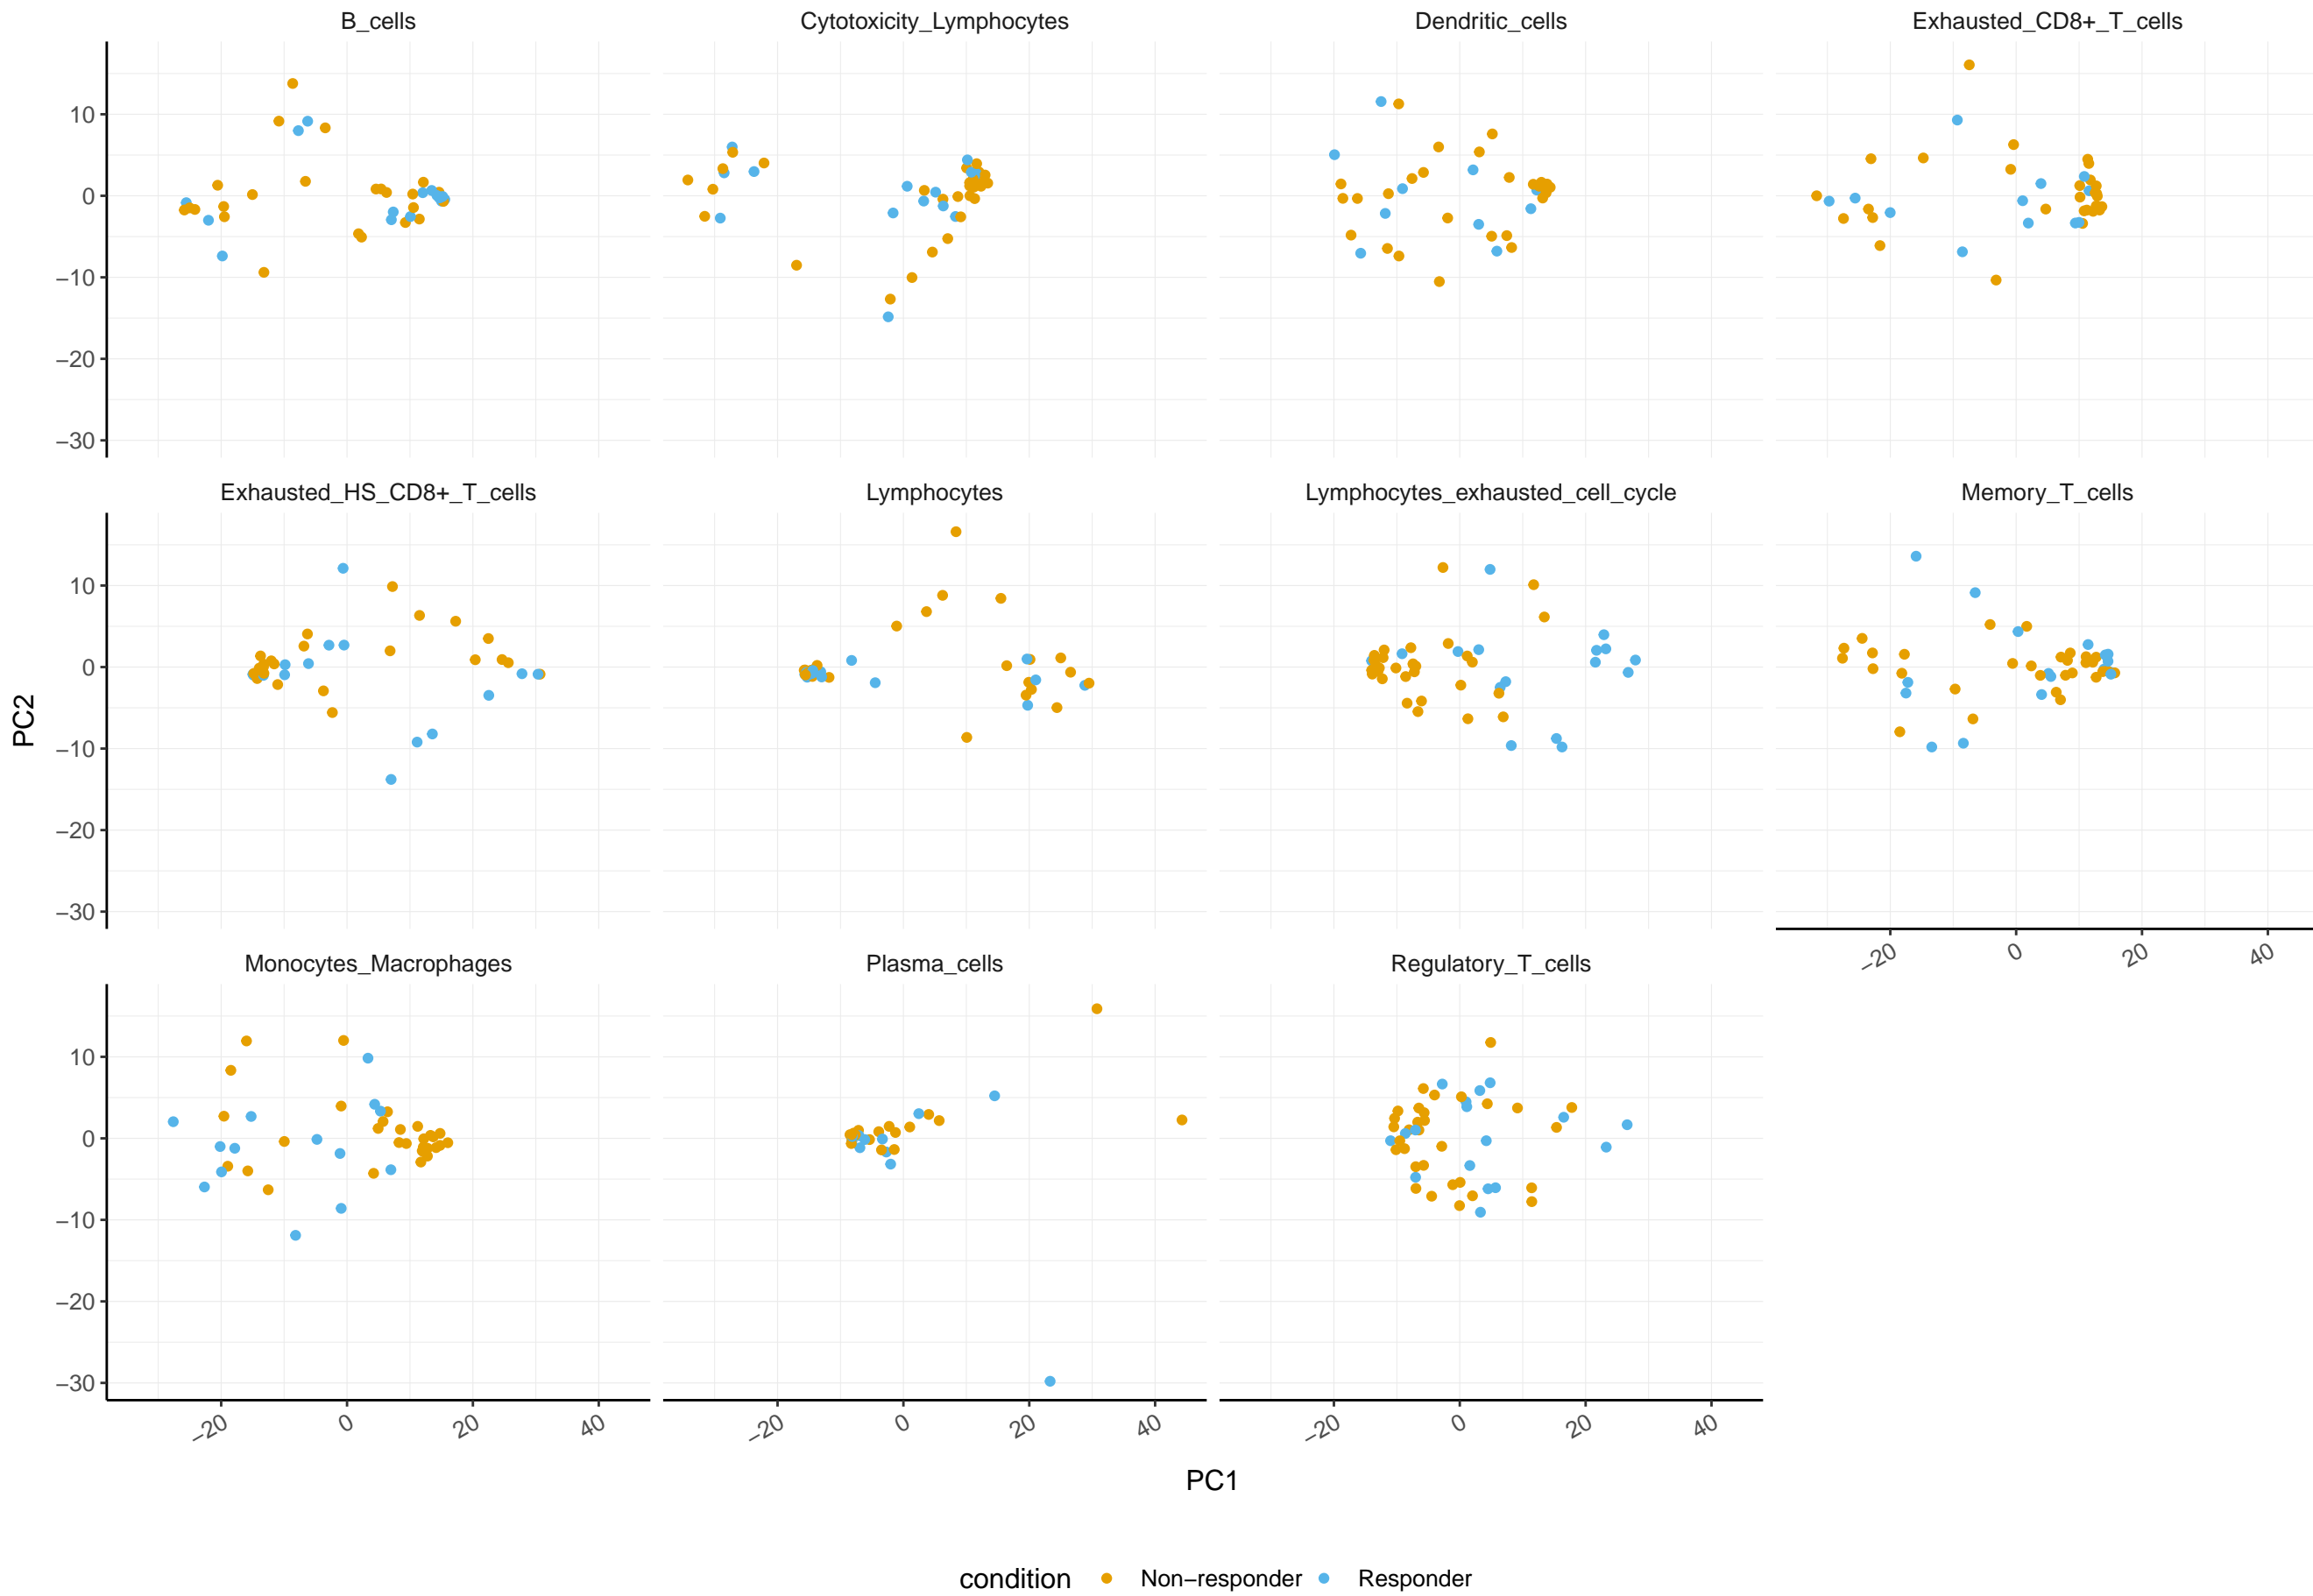 B_cells Cytotoxicity_Lymphocytes Dendritic_cells Exhausted_CD8+_T_cells
10
0
−10
−20
−30
Exhausted_HS_CD8+_T_cells Lymphocytes Lymphocytes_exhausted_cell_cycle Memory_T_cells
10
0
−10
−20
−30
−20 0 20 40
Monocytes_Macrophages Plasma_cells Regulatory_T_cells
10
0
−10
−20
−30
−20 0 20 40 −20 0 20 40 −20 0 20 40
PC2
PC1
condition Non−responder Responder